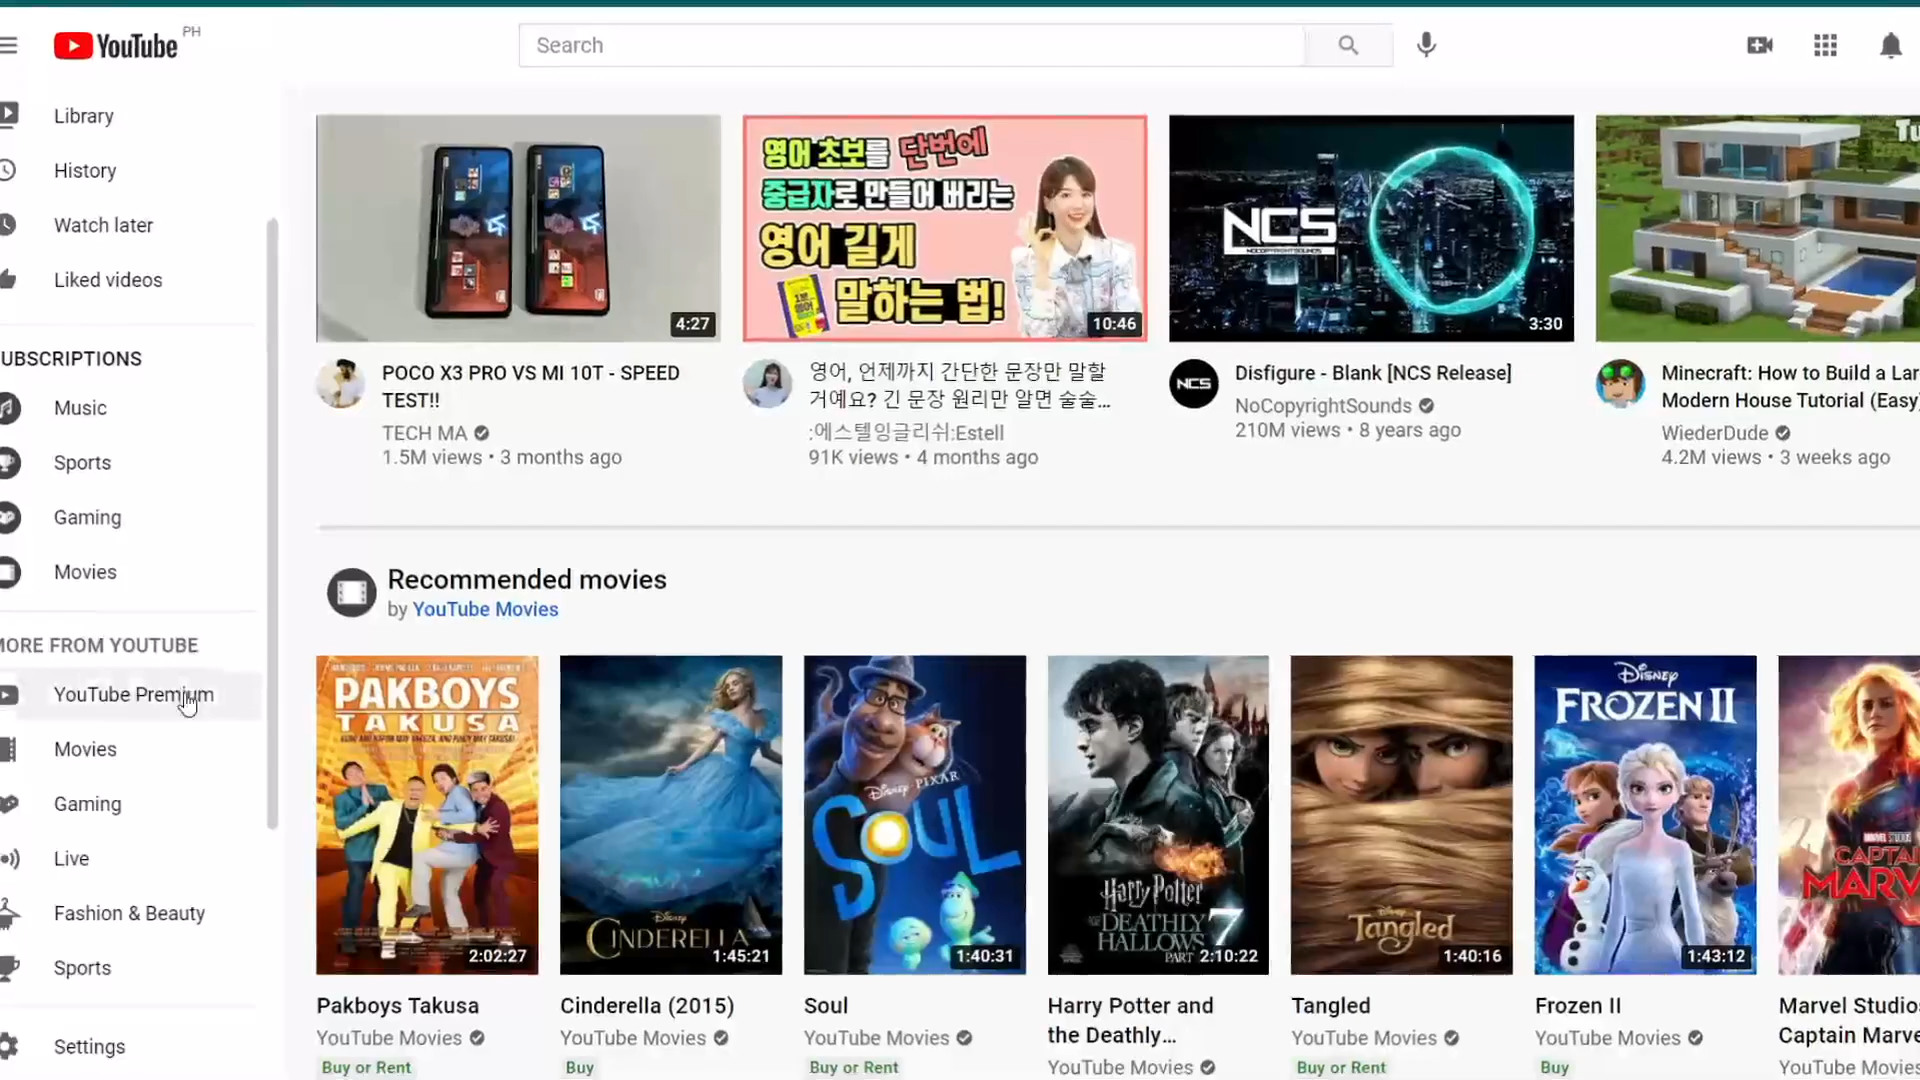 YouTube PH
Search
Library
History
Watch later
Liked videos
UBSCRIPTIONS
Music
Sports
Gaming
Movies
MORE FROM YOUTUBE
YouTube Premium
Movies
Gaming
Live
Fashion & Beauty
Sports
Settings
4:27
POCO X3 PRO VS MI 10T - SPEED
TEST!!
TECH MA
1.5M views • 3 months ago
영어 초보를 단번에
중급자로 만들어 버리는
영어 길게
말하는 법!
10:46
영어, 언제까지 간단한 문장만 말할
거예요? 긴 문장 원리만 알면 술술...
:에스텔잉글리쉬:Estell
91K views • 4 months ago
NCS
NOCOPYRIGHTSOUNDS
3:30
NCS
Disfigure - Blank [NCS Release]
NoCopyrightSounds
210M views • 8 years ago
Tu
Minecraft: How to Build a Lar
Modern House Tutorial (Easy)
WiederDude
4.2M views • 3 weeks ago
Recommended movies
by YouTube Movies
PAKBOYS
TAKUSA
2:02:27
Pakboys Takusa
YouTube Movies
Buy or Rent
Disney
CINDERELLA
1:45:21
Cinderella (2015)
YouTube Movies
Buy
Disney PIXAR
SOUL
1:40:31
Soul
YouTube Movies
Buy or Rent
Harry Potter
AND THE DEATHLY
HALLOWS 7
PART
2:10:22
Harry Potter and
the Deathly...
YouTube Movies
Disney
Tangled
1:40:16
Tangled
YouTube Movies
Buy or Rent
Disney
FROZEN II
1:43:12
Frozen II
YouTube Movies
Buy
MARVEL STUDIOS
CAPTAI
MARV
Marvel Studios
Captain Marve
YouTube Movies